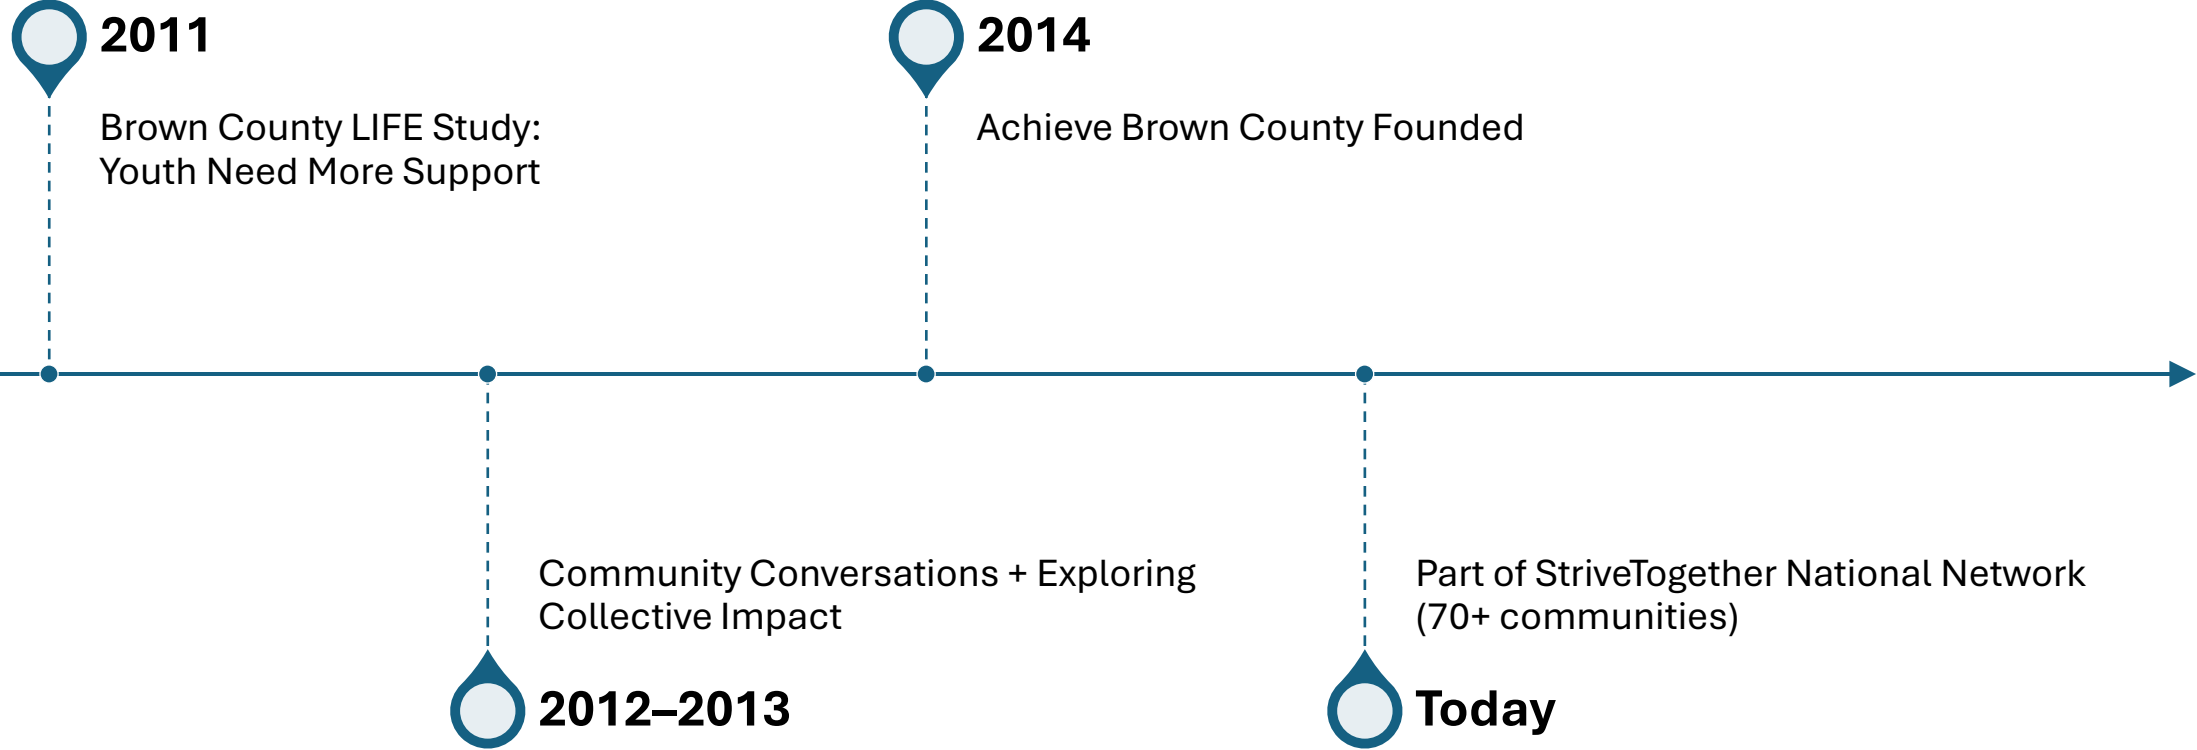 2011
Brown County LIFE Study:
Youth Need More Support
2012–2013
Community Conversations + Exploring
Collective Impact
2014
Achieve Brown County Founded
Today
Part of StriveTogether National Network
(70+ communities)